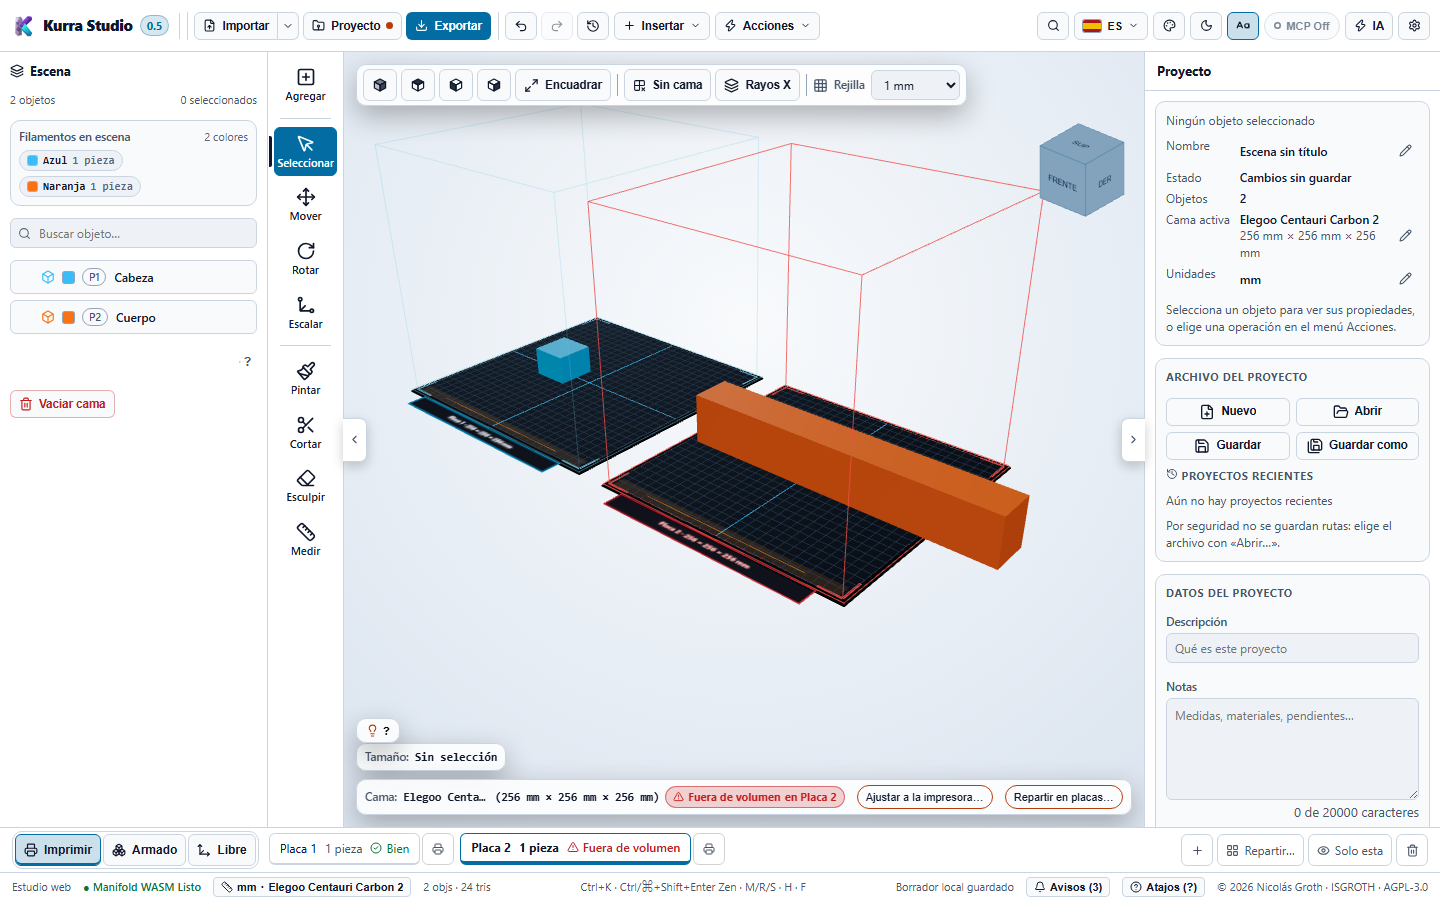 Kurra Studio 0.5
Importar
Proyecto
Exportar
Insertar
Acciones
ES
Aa
MCP Off
IA
Escena
2 objetos 0 seleccionados
Filamentos en escena 2 colores
Azul 1 pieza
Naranja 1 pieza
Buscar objeto...
P1 Cabeza
P2 Cuerpo
?
Vaciar cama
Agregar
Seleccionar
Mover
Rotar
Escalar
Pintar
Cortar
Esculpir
Medir
Encuadrar
Sin cama
Rayos X
Rejilla
1 mm
SUP
FRENTE
DER
Placa 2 · 256 × 256 × 256 mm
?
Tamaño: Sin selección
Cama: Elegoo Centa… (256 mm × 256 mm × 256 mm)
Fuera de volumen en Placa 2
Ajustar a la impresora...
Repartir en placas...
Proyecto
Ningún objeto seleccionado
Nombre Escena sin título
Estado Cambios sin guardar
Objetos 2
Cama activa Elegoo Centauri Carbon 2
256 mm × 256 mm × 256
mm
Unidades mm
Selecciona un objeto para ver sus propiedades,
o elige una operación en el menú Acciones.
ARCHIVO DEL PROYECTO
Nuevo
Abrir
Guardar
Guardar como
PROYECTOS RECIENTES
Aún no hay proyectos recientes
Por seguridad no se guardan rutas: elige el
archivo con «Abrir...».
DATOS DEL PROYECTO
Descripción
Qué es este proyecto
Notas
Medidas, materiales, pendientes...
0 de 20000 caracteres
Imprimir
Armado
Libre
Placa 1 1 pieza Bien
Placa 2 1 pieza Fuera de volumen
Repartir...
Solo esta
Estudio web
Manifold WASM Listo
mm · Elegoo Centauri Carbon 2
2 objs · 24 tris
Ctrl+K · Ctrl/⌘+Shift+Enter Zen · M/R/S · H · F
Borrador local guardado
Avisos (3)
Atajos (?)
© 2026 Nicolás Groth · ISGROTH · AGPL-3.0